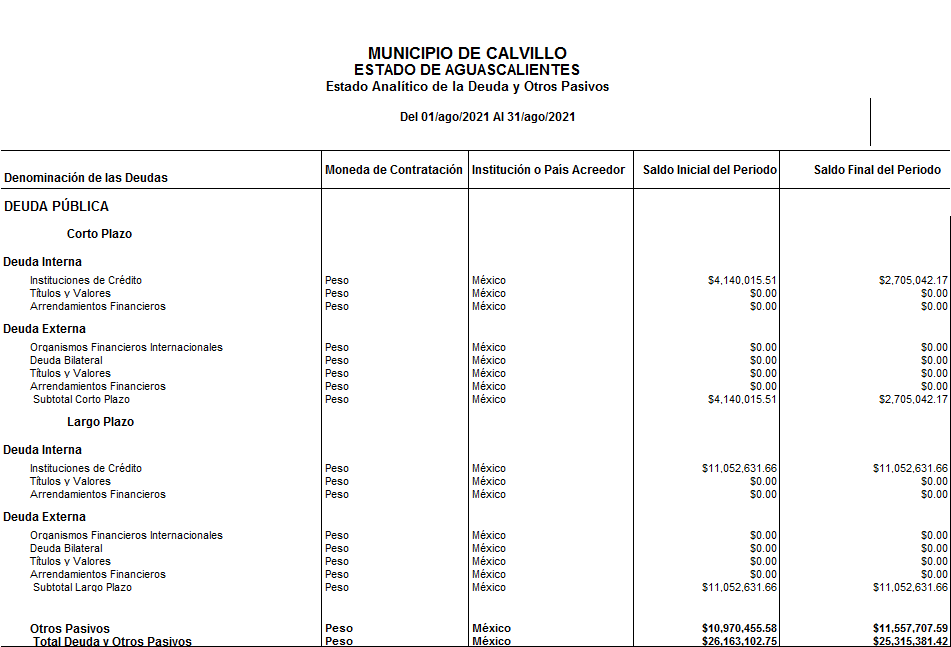 MUNICIPIO DE CALVILLO
ESTADO DE AGUASCALIENTES
Estado Analítico de la Deuda y Otros Pasivos
Del 01/ago/2021 Al 31/ago/2021
Denominación de las Deudas Moneda de Contratación Institución o País Acreedor Saldo Inicial del Periodo Saldo Final del Periodo
DEUDA PÚBLICA
Corto Plazo
Deuda Interna
Instituciones de Crédito Peso México $4,140,015.51 $2,705,042.17
Títulos y Valores Peso México $0.00 $0.00
Arrendamientos Financieros Peso México $0.00 $0.00
Deuda Externa
Organismos Financieros Internacionales Peso México $0.00 $0.00
Deuda Bilateral Peso México $0.00 $0.00
Títulos y Valores Peso México $0.00 $0.00
Arrendamientos Financieros Peso México $0.00 $0.00
Subtotal Corto Plazo Peso México $4,140,015.51 $2,705,042.17
Largo Plazo
Deuda Interna
Instituciones de Crédito Peso México $11,052,631.66 $11,052,631.66
Títulos y Valores Peso México $0.00 $0.00
Arrendamientos Financieros Peso México $0.00 $0.00
Deuda Externa
Organismos Financieros Internacionales Peso México $0.00 $0.00
Deuda Bilateral Peso México $0.00 $0.00
Títulos y Valores Peso México $0.00 $0.00
Arrendamientos Financieros Peso México $0.00 $0.00
Subtotal Largo Plazo Peso México $11,052,631.66 $11,052,631.66
Otros Pasivos Peso México $10,970,455.58 $11,557,707.59
Total Deuda y Otros Pasivos Peso México $26,163,102.75 $25,315,381.42